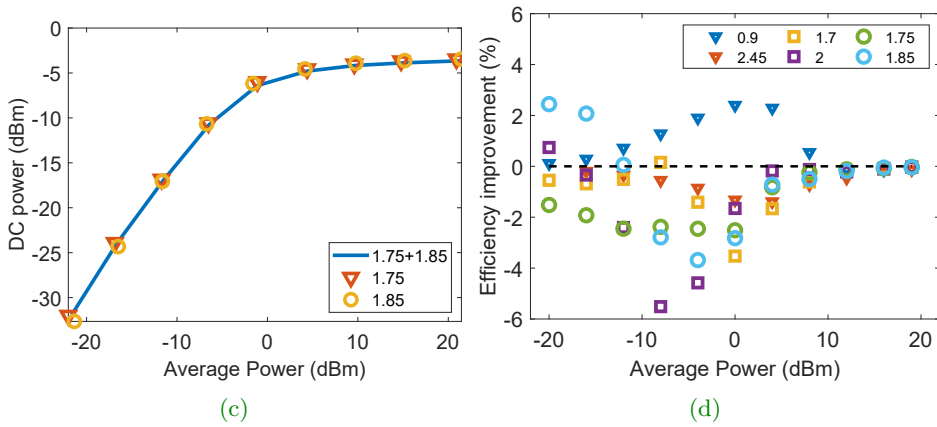 0
-5
-10
-15
-20
-25
-30
DC power (dBm)
1.75+1.85
1.75
1.85
-20 -10 0 10 20
Average Power (dBm)
(c)
6
4
2
0
-2
-4
-6
Efficiency improvement (%)
0.9 1.7 1.75
2.45 2 1.85
-20 -10 0 10 20
Average Power (dBm)
(d)